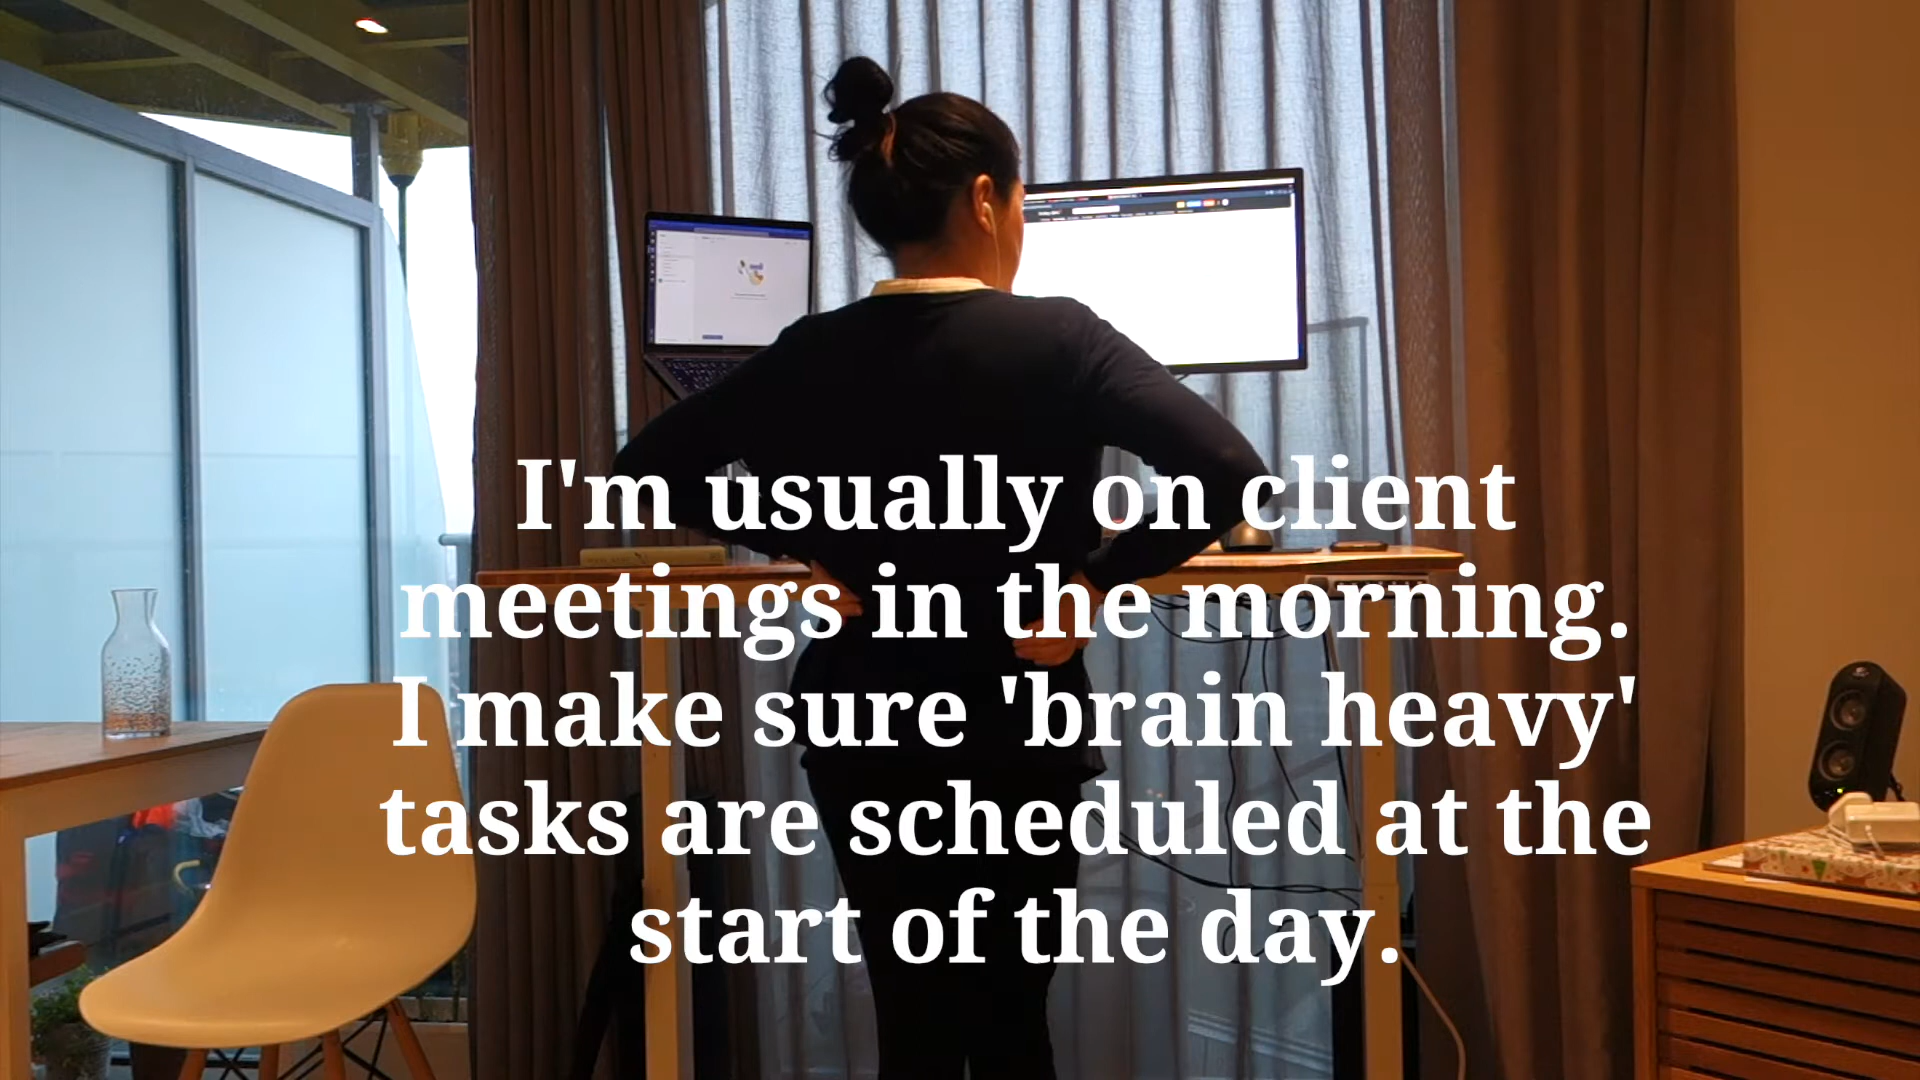 I'm usually on client
meetings in the morning.
I make sure 'brain heavy'
tasks are scheduled at the
start of the day.